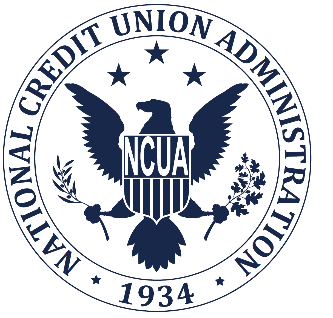 NATIONAL CREDIT UNION ADMINISTRATION
NCUA
1934